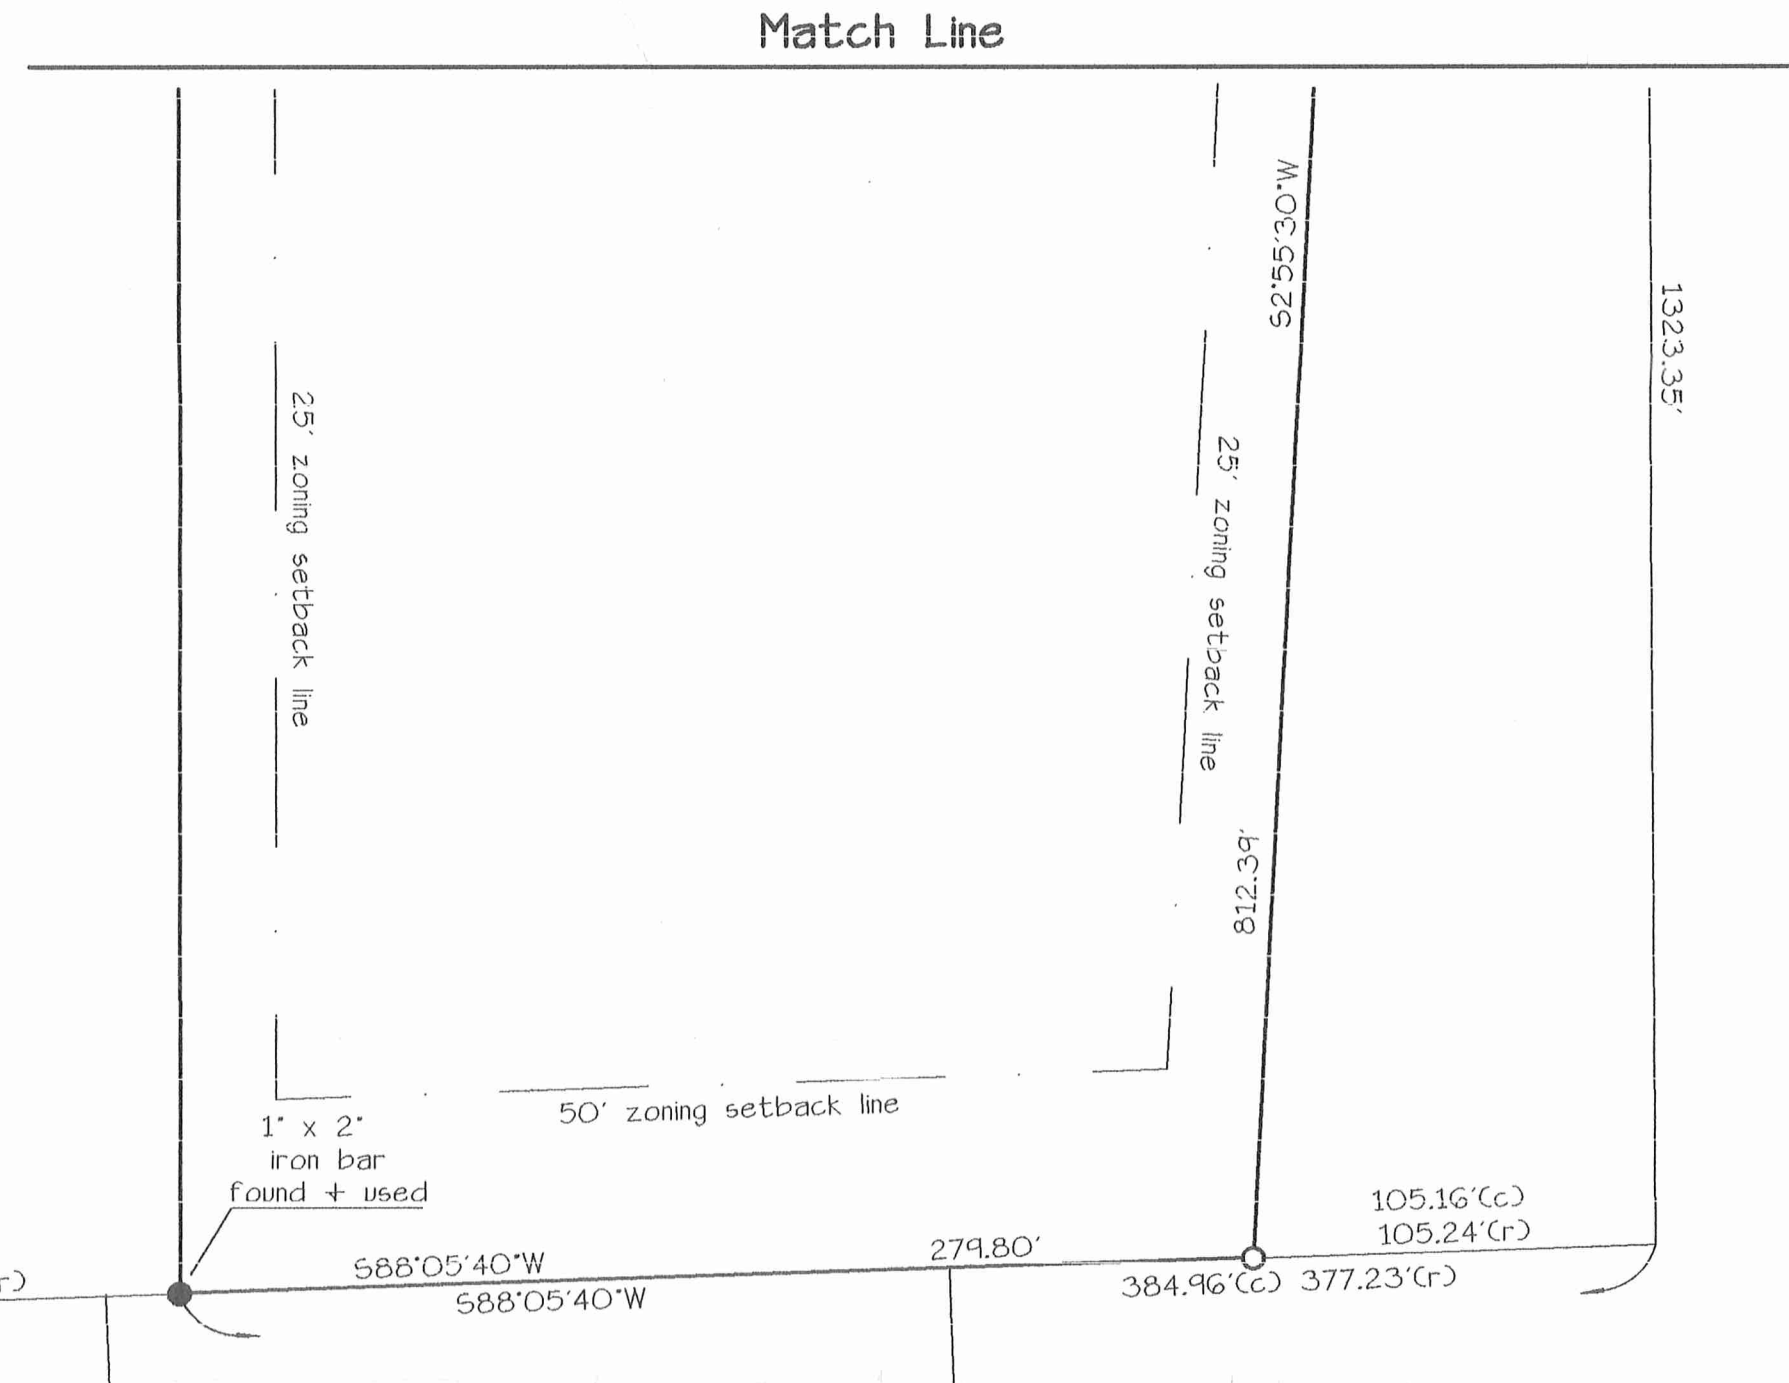 Match Line
S2°55'30"W
1323.35'
25' zoning setback line
25' zoning setback line
812.39'
50' zoning setback line
1" x 2"
iron bar
found + used
105.16'(c)
105.24'(r)
279.80'
S88°05'40"W
384.96'(c) 377.23'(r)
S88°05'40"W
r)